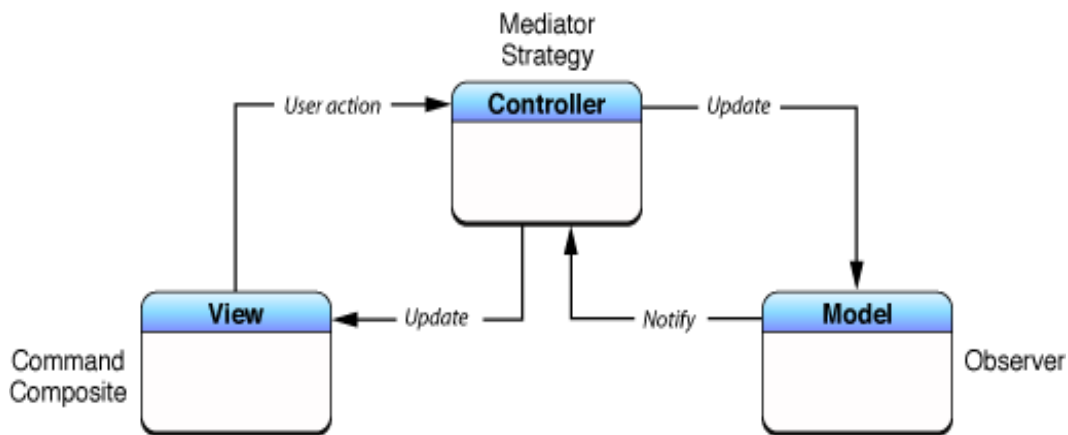 Mediator
Strategy
Controller
User action
Update
View
Update
Notify
Model
Command
Composite
Observer